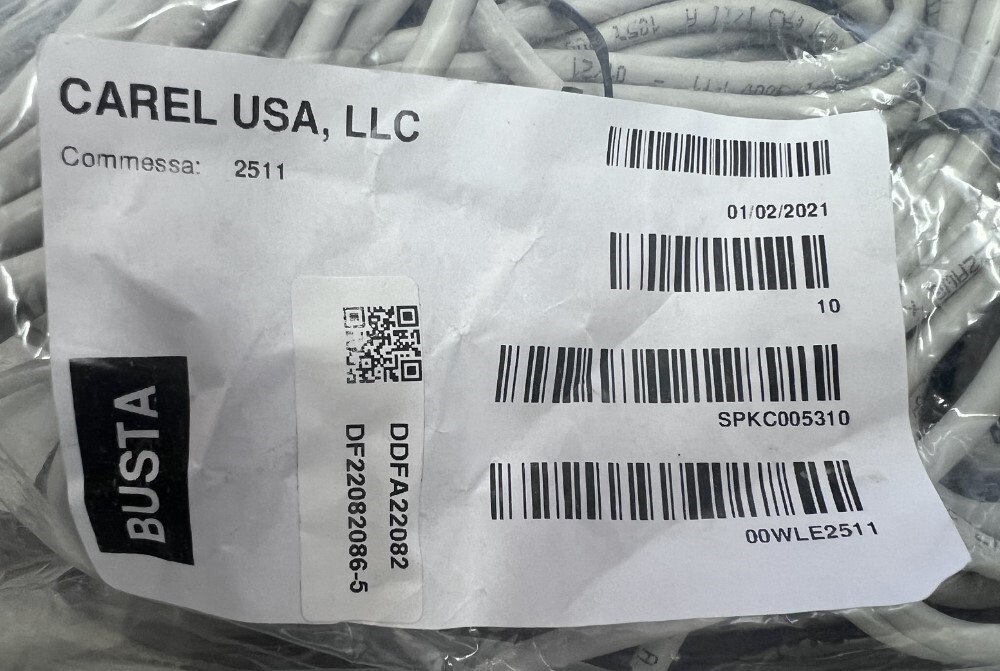 CAREL USA, LLC
Commessa: 2511
01/02/2021
10
SPKC005310
00WLE2511
BUSTA
DDFA22082
DF22082086-5